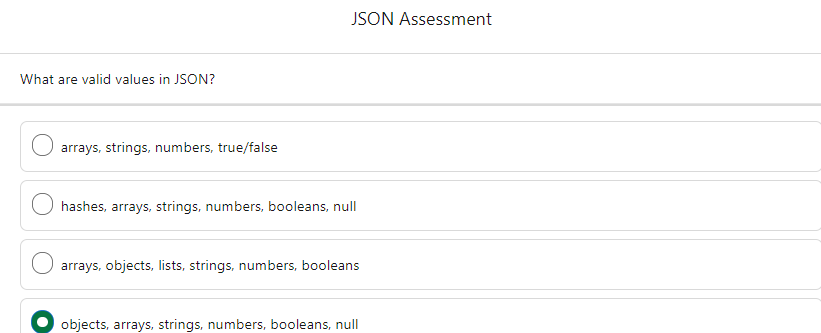 JSON Assessment
What are valid values in JSON?
arrays, strings, numbers, true/false
hashes, arrays, strings, numbers, booleans, null
arrays, objects, lists, strings, numbers, booleans
objects, arrays, strings, numbers, booleans, null